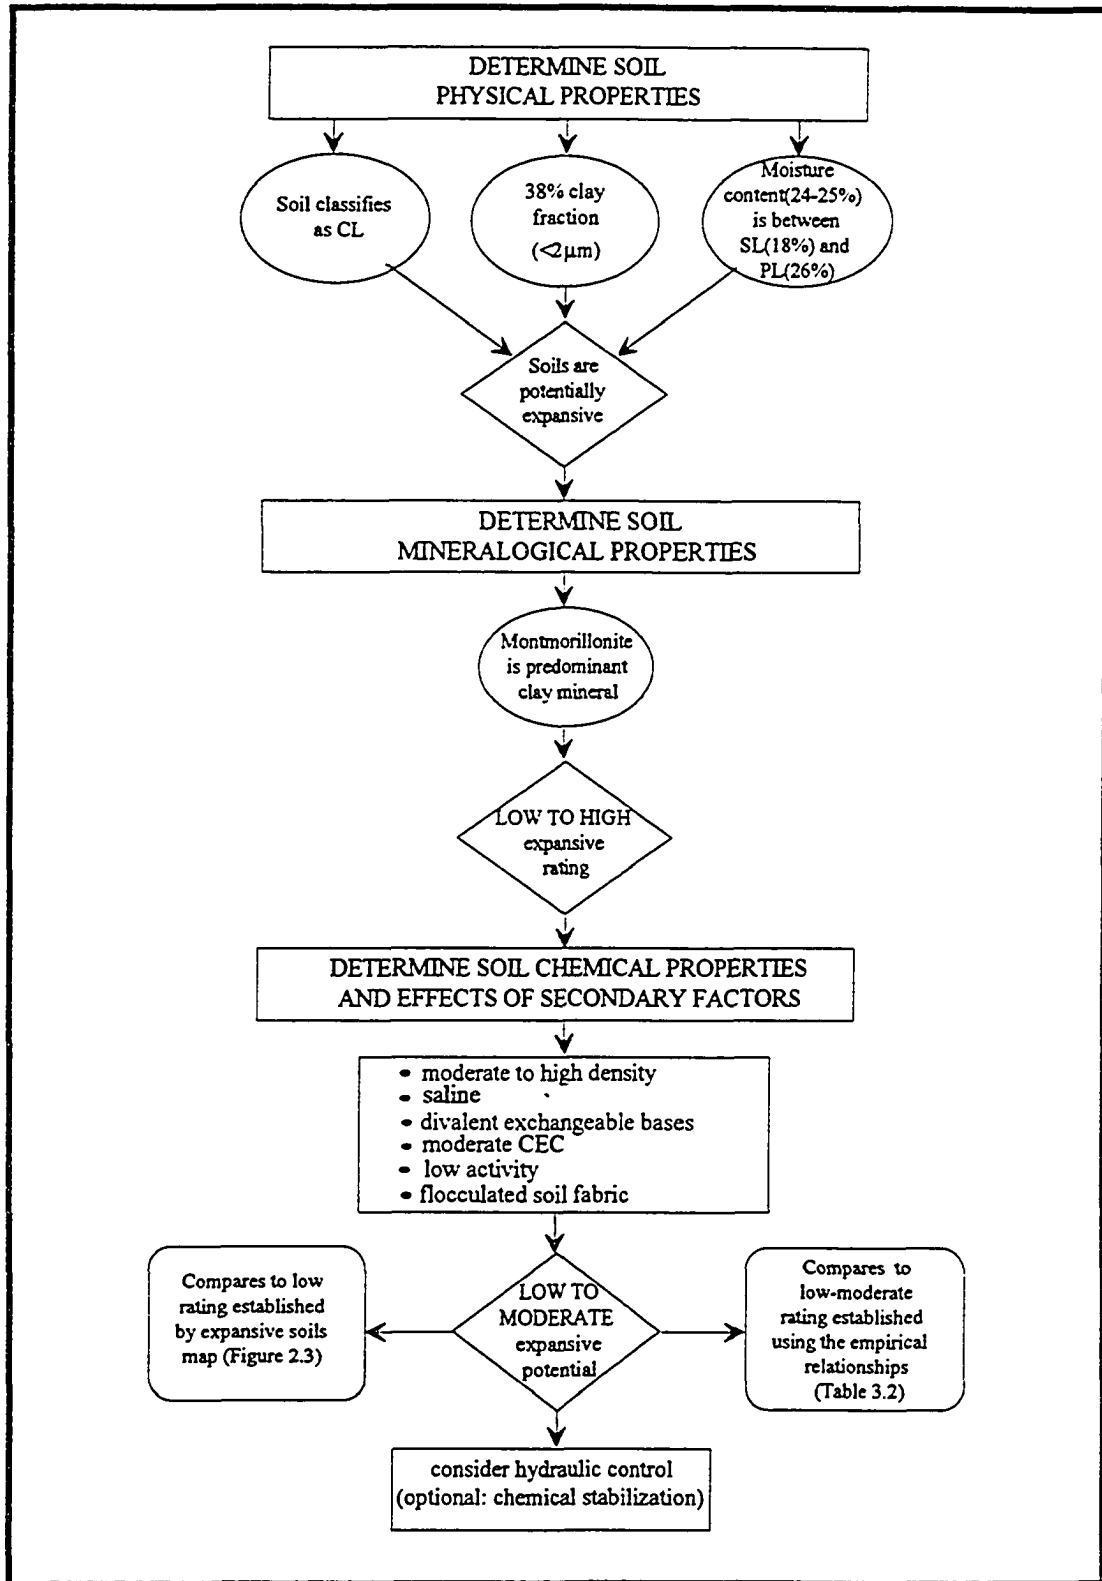 DETERMINE SOIL
PHYSICAL PROPERTIES
Soil classifies
as CL
38% clay
fraction
(<2μm)
Moisture
content(24-25%)
is between
SL(18%) and
PL(26%)
Soils are
potentially
expansive
DETERMINE SOIL
MINERALOGICAL PROPERTIES
Montmorillonite
is predominant
clay mineral
LOW TO HIGH
expansive
rating
DETERMINE SOIL CHEMICAL PROPERTIES
AND EFFECTS OF SECONDARY FACTORS
• moderate to high density
• saline
• divalent exchangeable bases
• moderate CEC
• low activity
• flocculated soil fabric
Compares to low
rating established
by expansive soils
map (Figure 2.3)
LOW TO
MODERATE
expansive
potential
Compares to
low-moderate
rating established
using the empirical
relationships
(Table 3.2)
consider hydraulic control
(optional: chemical stabilization)